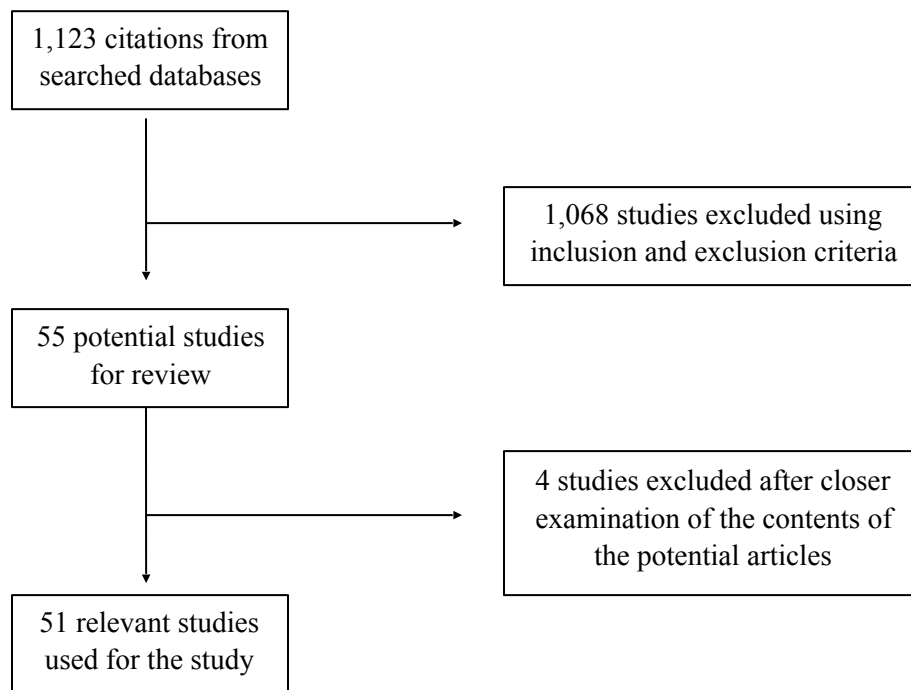 1,123 citations from
searched databases
1,068 studies excluded using
inclusion and exclusion criteria
55 potential studies
for review
4 studies excluded after closer
examination of the contents of
the potential articles
51 relevant studies
used for the study